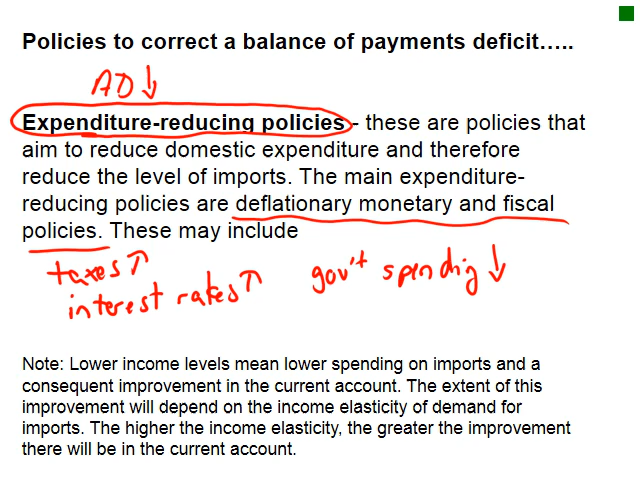 Policies to correct a balance of payments deficit…..
AD↓
Expenditure-reducing policies - these are policies that
aim to reduce domestic expenditure and therefore
reduce the level of imports. The main expenditure-
reducing policies are deflationary monetary and fiscal
policies. These may include
taxes↑ gov't spending↓
interest rates↑
Note: Lower income levels mean lower spending on imports and a
consequent improvement in the current account. The extent of this
improvement will depend on the income elasticity of demand for
imports. The higher the income elasticity, the greater the improvement
there will be in the current account.